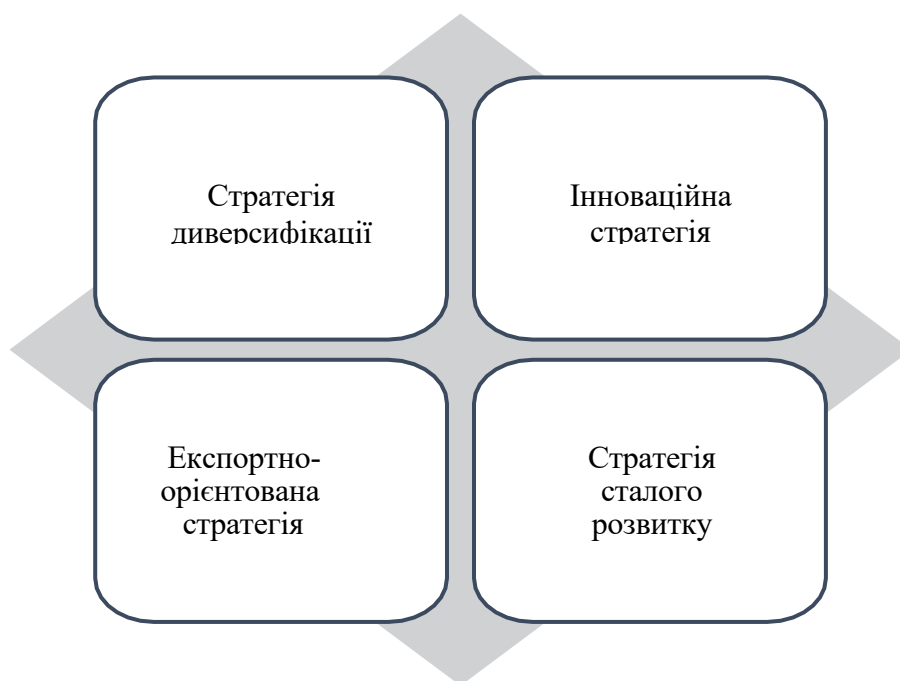 Стратегія
диверсифікації
Інноваційна
стратегія
Експортно-
орієнтована
стратегія
Стратегія
сталого
розвитку